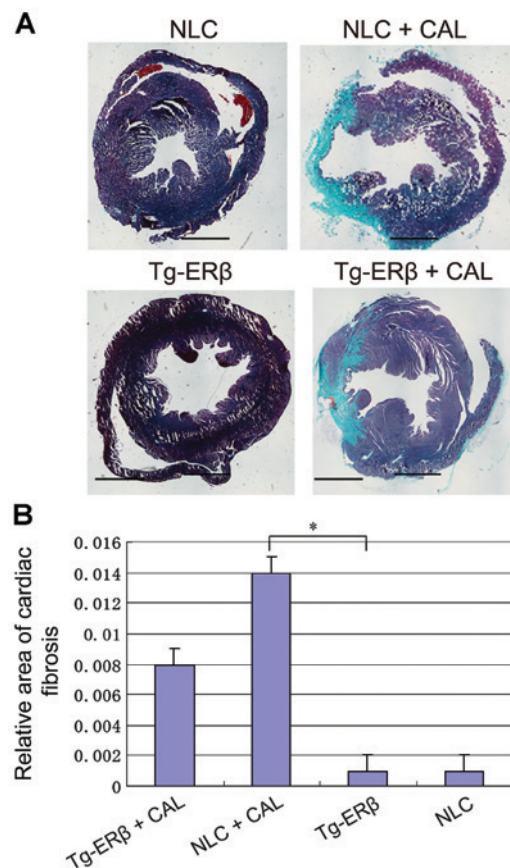 A
NLC
NLC + CAL
Tg-ERβ
Tg-ERβ + CAL
B
Relative area of cardiac
fibrosis
0.016
0.014
0.012
0.01
0.008
0.006
0.004
0.002
0
*
Tg-ERβ + CAL
NLC + CAL
Tg-ERβ
NLC